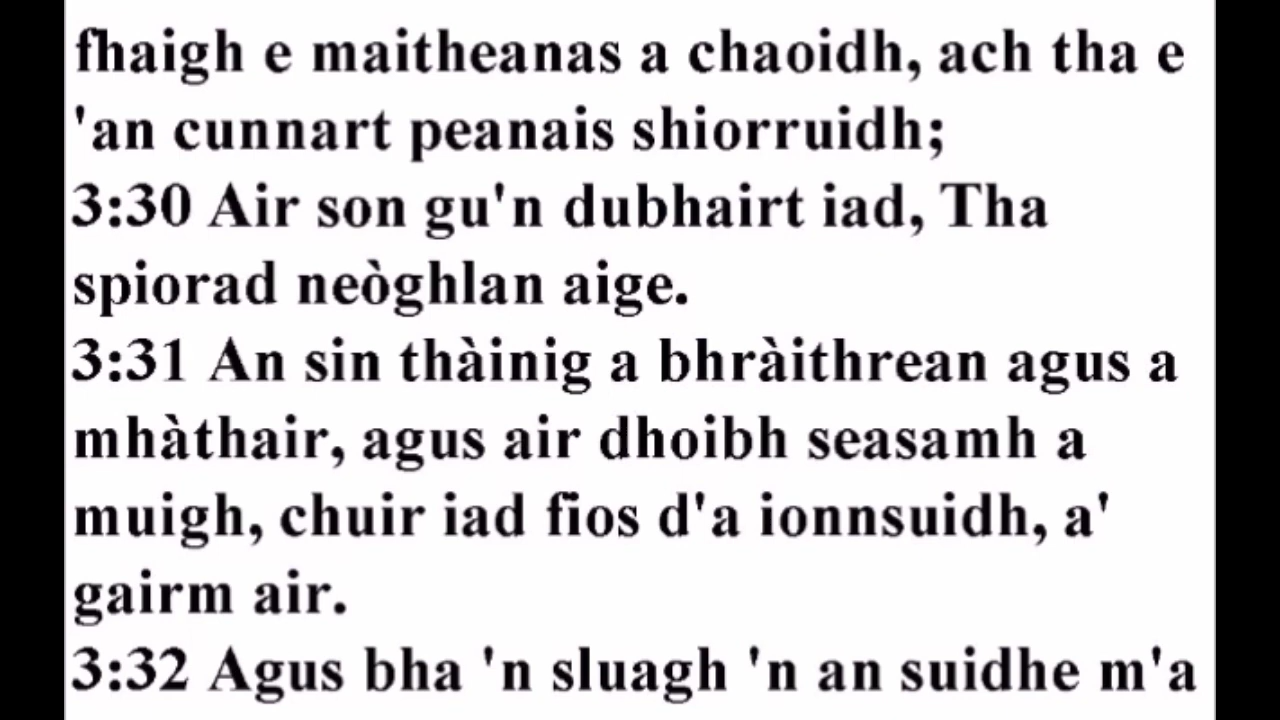 fhaigh e maitheanas a chaoidh, ach tha e
'an cunnart peanais shiorruidh;
3:30 Air son gu'n dubhairt iad, Tha
spiorad neòghlan aige.
3:31 An sin thàinig a bhràithrean agus a
mhàthair, agus air dhoibh seasamh a
muigh, chuir iad fios d'a ionnsuidh, a'
gairm air.
3:32 Agus bha 'n sluagh 'n an suidhe m'a